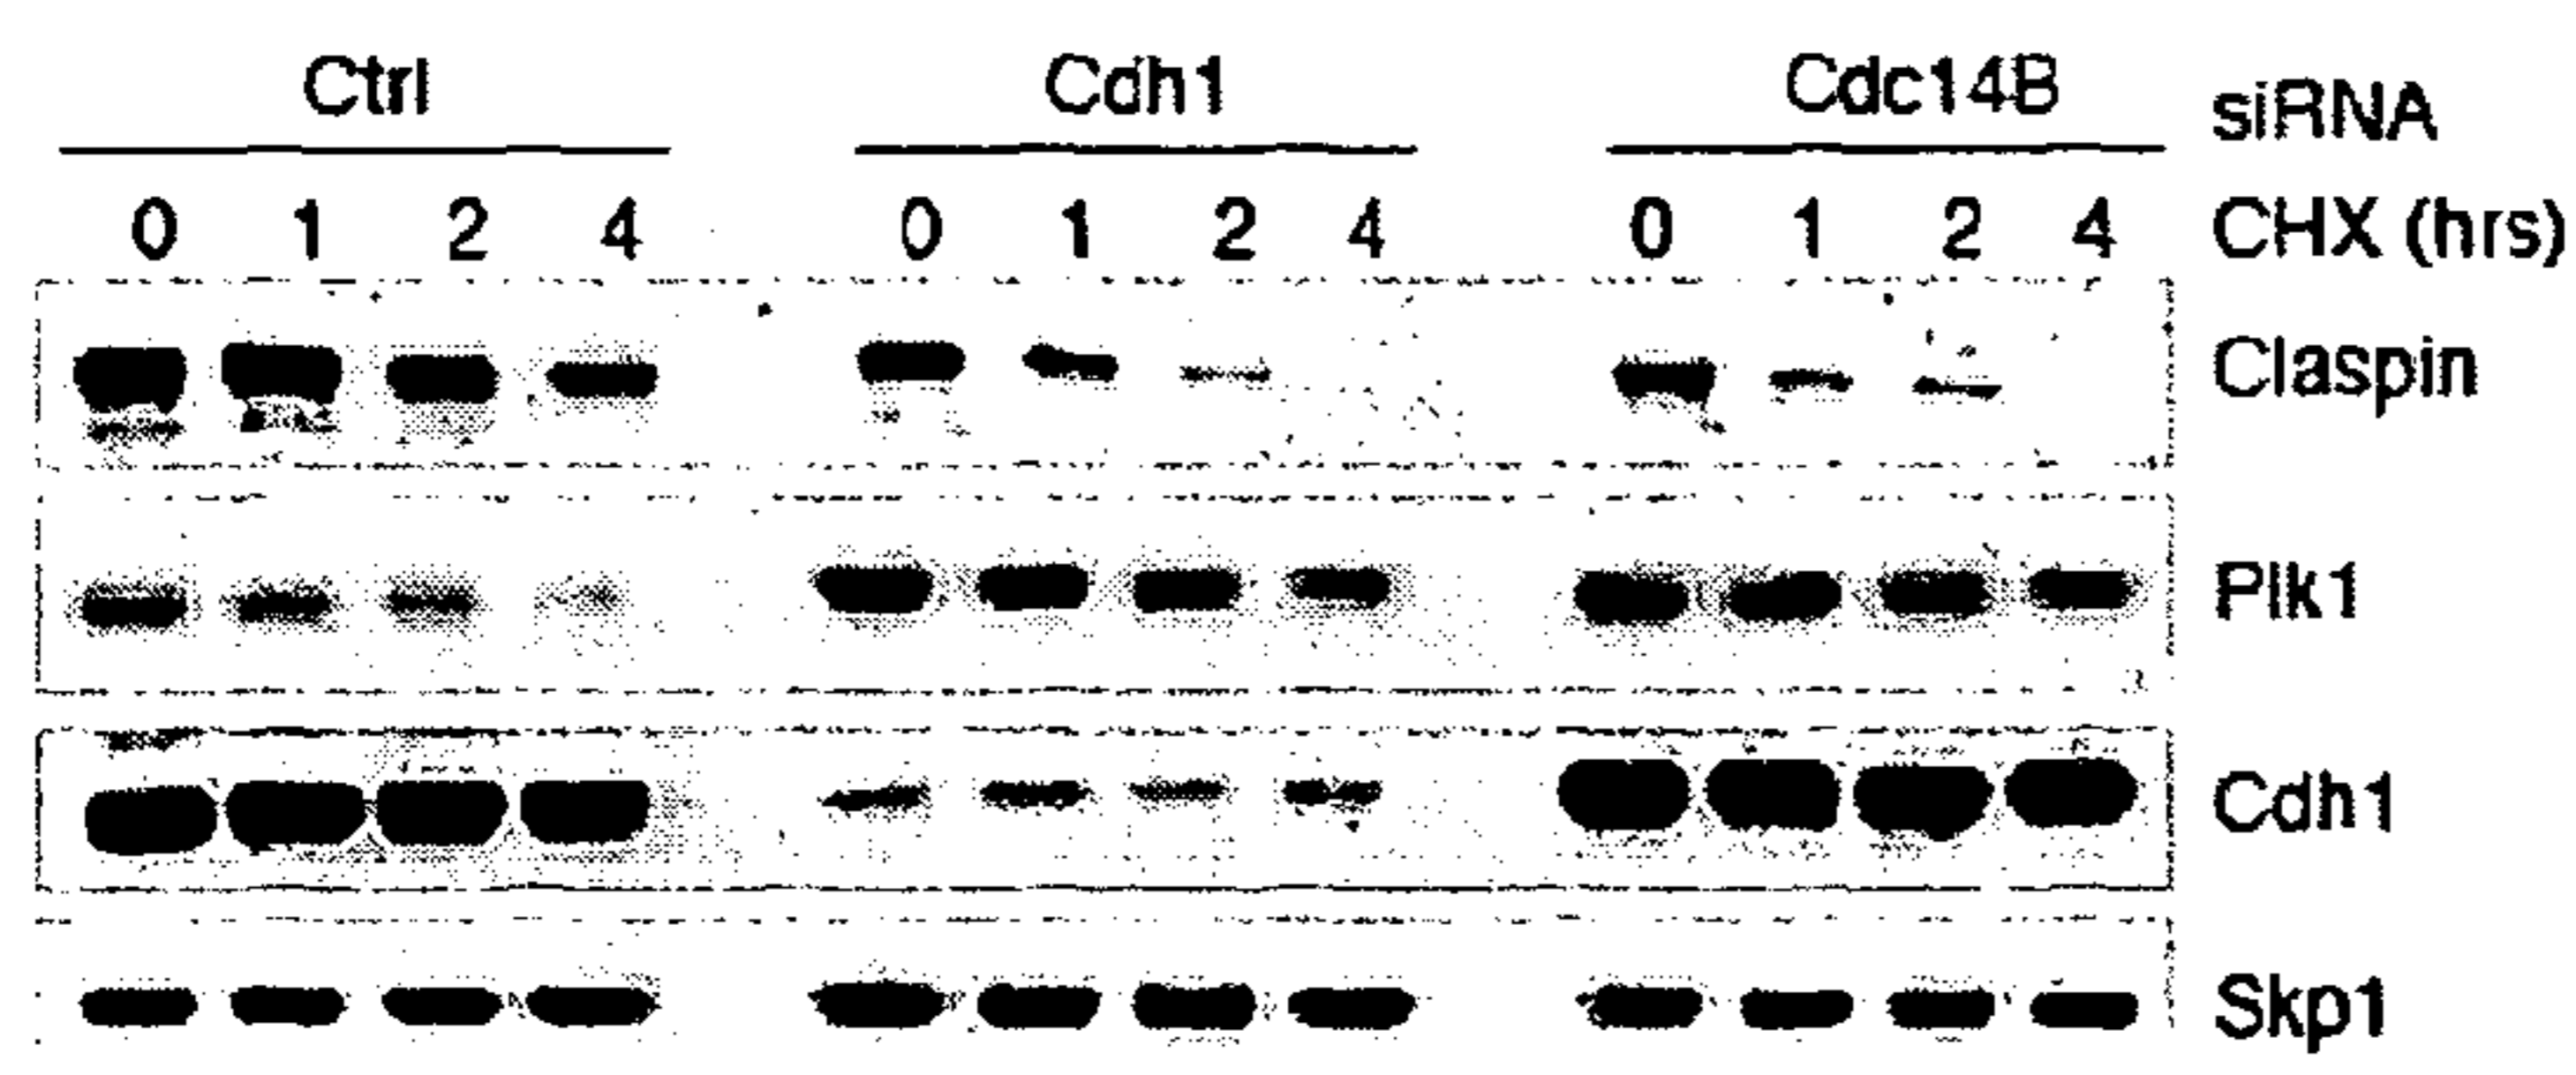 Ctrl Cdh1 Cdc14B siRNA
0 1 2 4 0 1 2 4 0 1 2 4 CHX (hrs)
Claspin
Plk1
Cdh1
Skp1